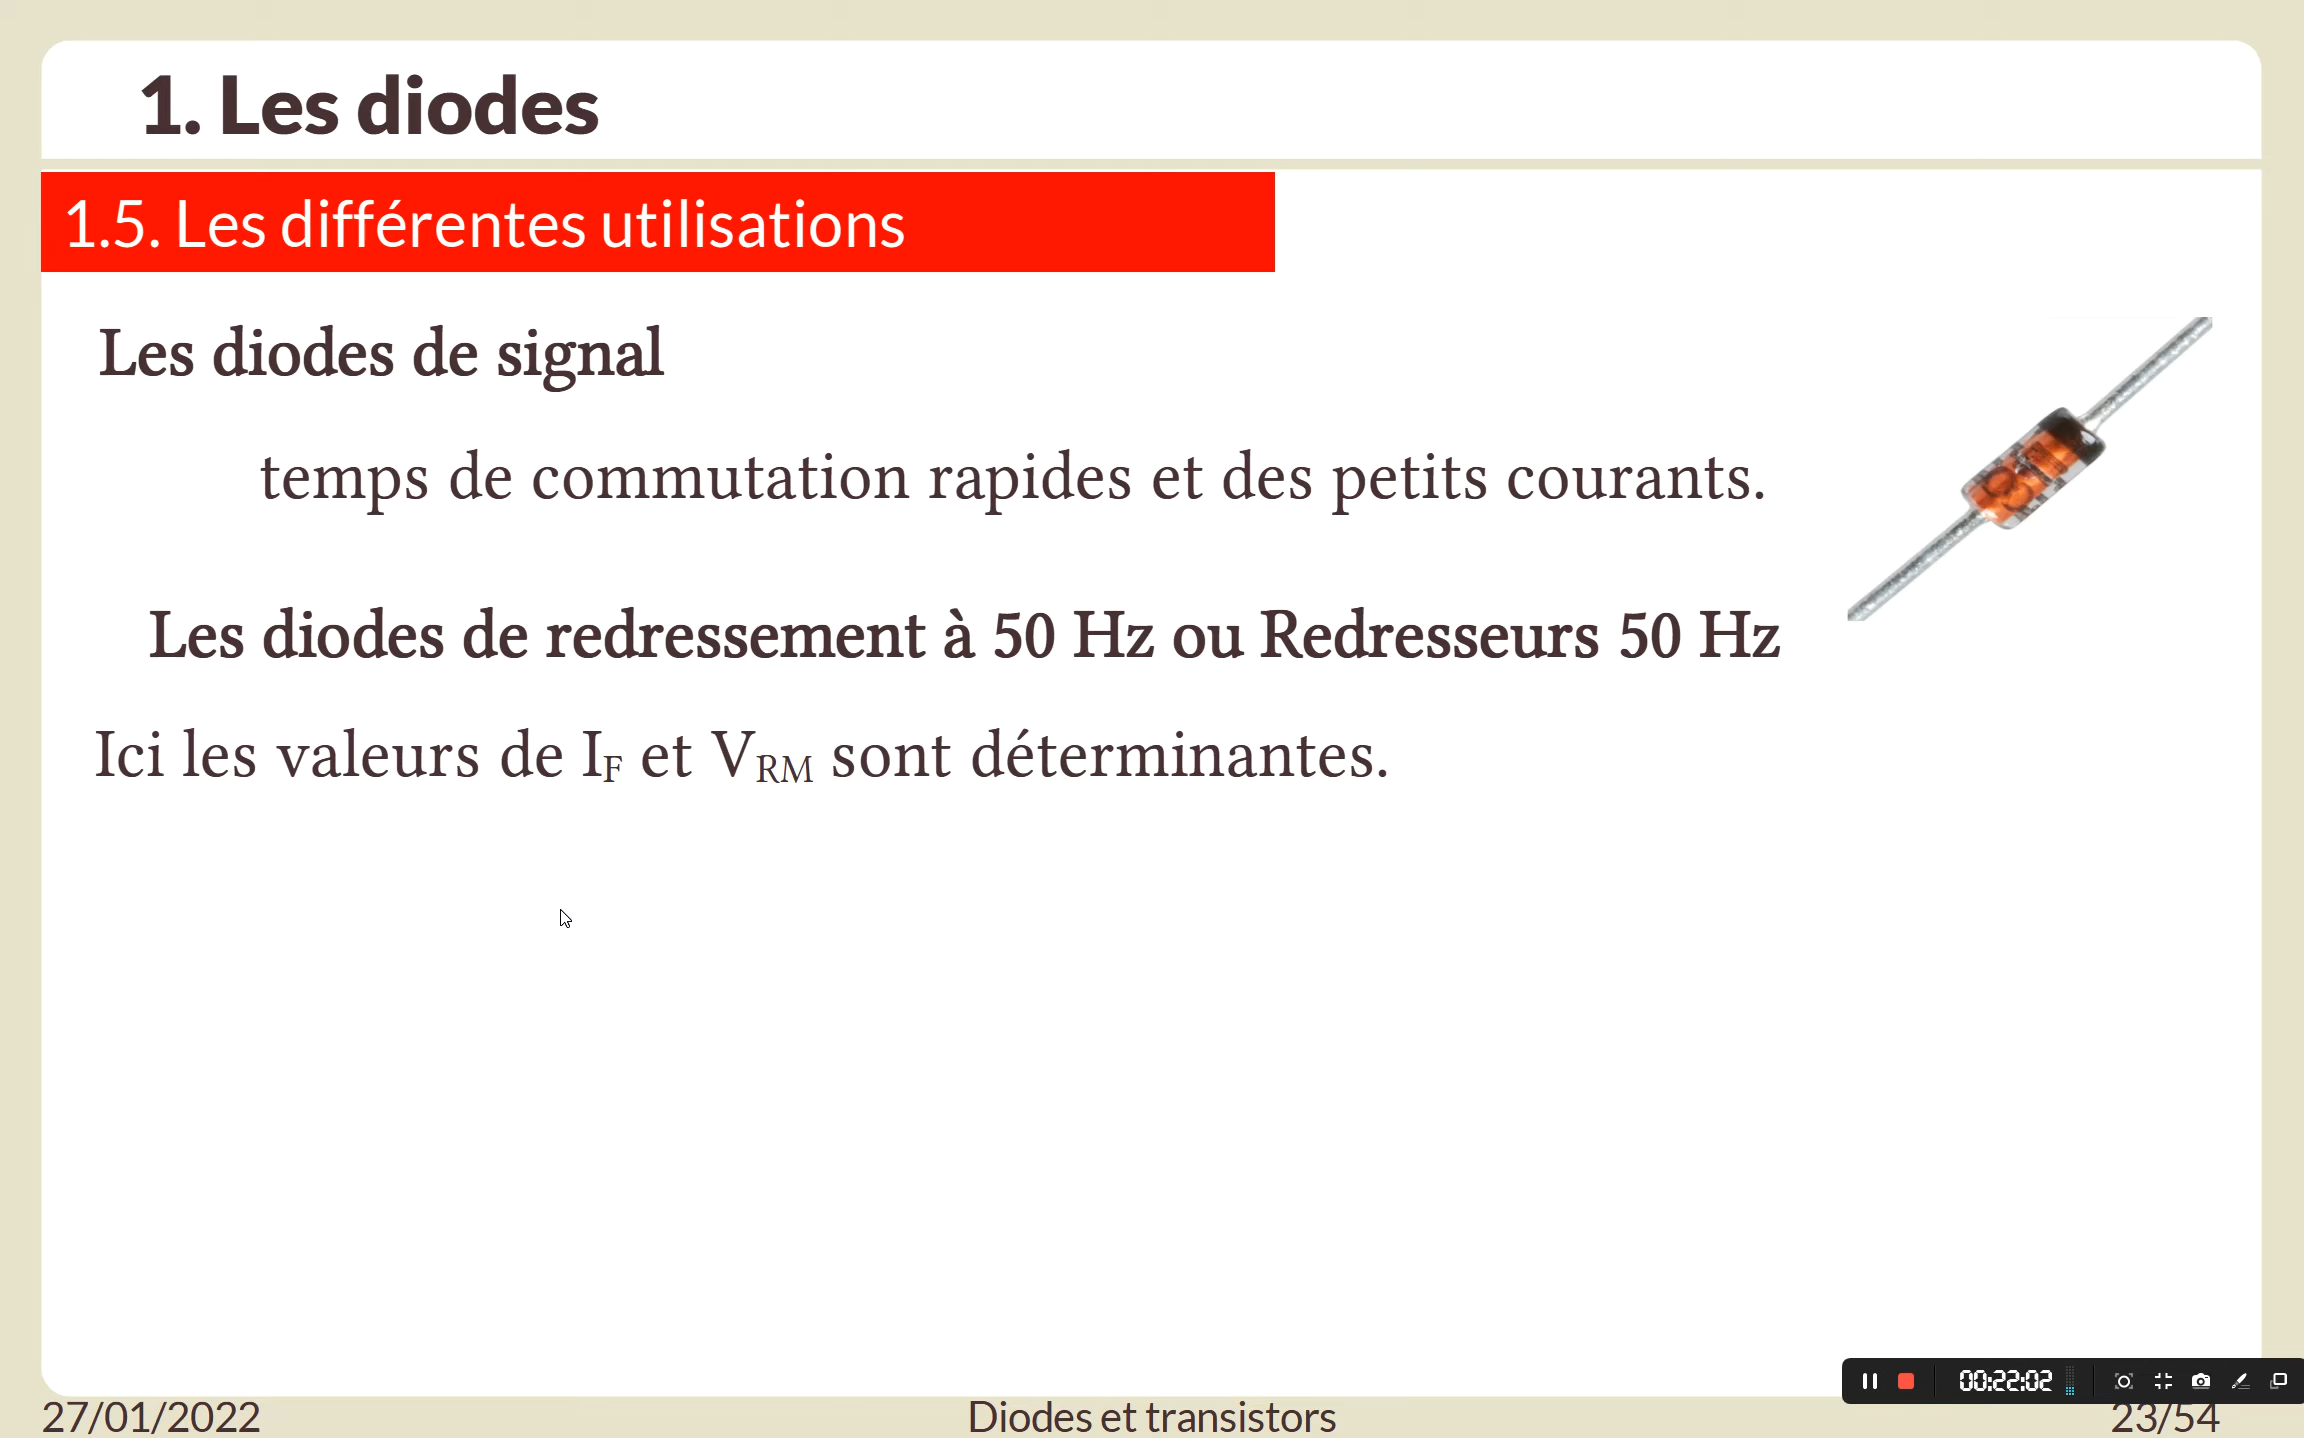 1. Les diodes
1.5. Les différentes utilisations
Les diodes de signal
temps de commutation rapides et des petits courants.
Les diodes de redressement à 50 Hz ou Redresseurs 50 Hz
Ici les valeurs de IF et VRM sont déterminantes.
00:22:02
27/01/2022
Diodes et transistors
23/54